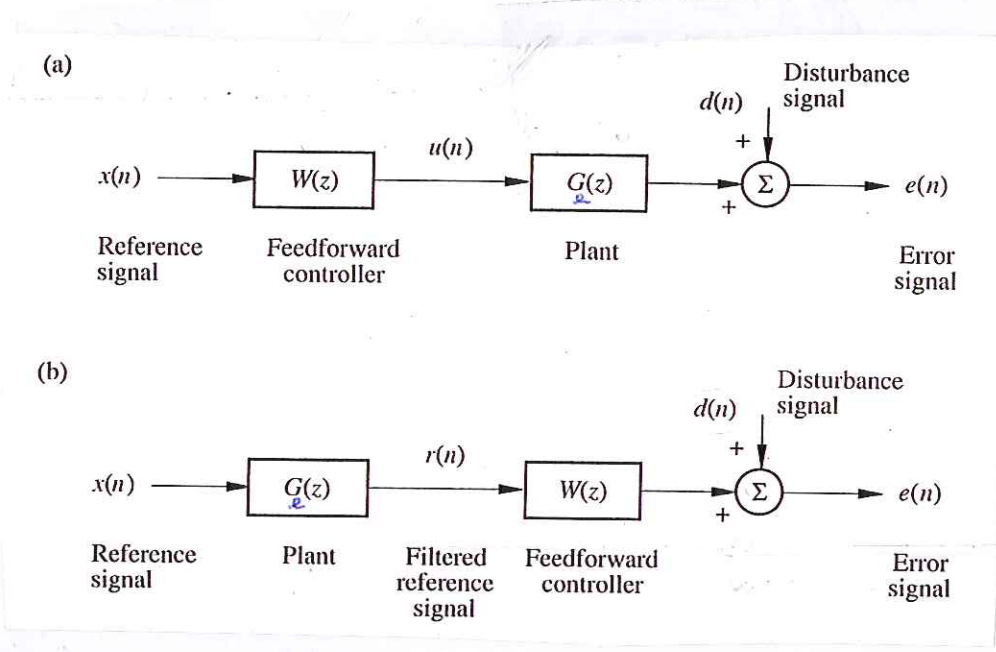 (a)
Disturbance
signal
d(n)
+
u(n)
x(n)
W(z)
G(z)
e
Σ
e(n)
+
Reference
signal
Feedforward
controller
Plant
Error
signal
(b)
Disturbance
signal
d(n)
+
r(n)
x(n)
G(z)
e
W(z)
Σ
e(n)
+
Reference
signal
Plant
Filtered
reference
signal
Feedforward
controller
Error
signal